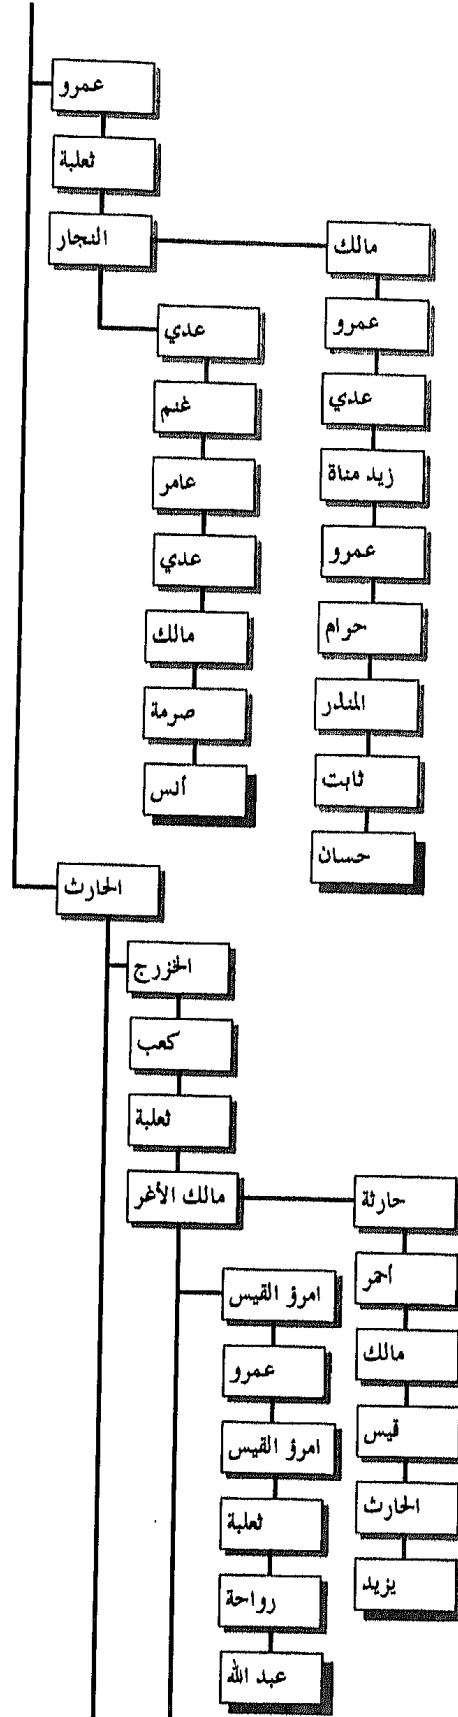 عمرو
ثعلبة
النجار
مالك
عمرو
عدي
زيد مناة
عمرو
حرام
المنذر
ثابت
حسان
عدي
غنم
عامر
عدي
مالك
صرمة
أنس
الحارث
الخزرج
كعب
ثعلبة
مالك الأغر
حارثة
أحمر
مالك
قيس
الحارث
يزيد
امرؤ القيس
عمرو
امرؤ القيس
ثعلبة
رواحة
عبد الله